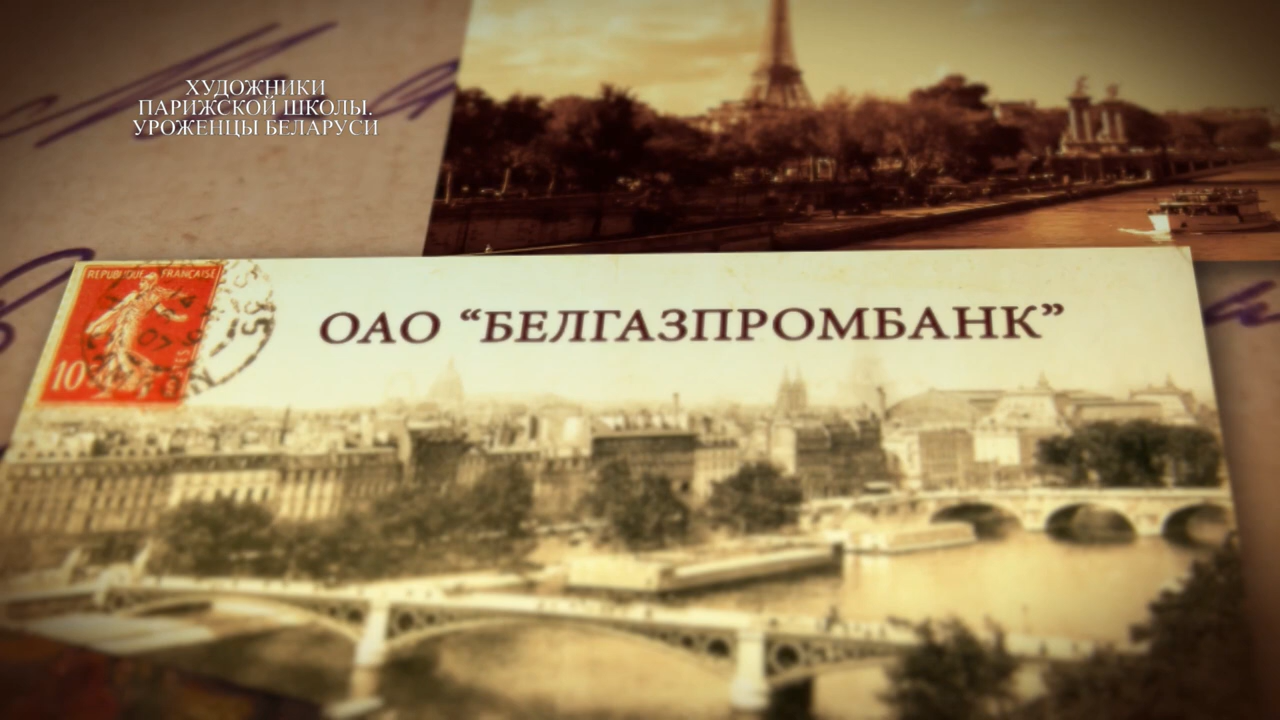 ХУДОЖНИКИ
ПАРИЖСКОЙ ШКОЛЫ.
УРОЖЕНЦЫ БЕЛАРУСИ
REPUBLIQUE FRANÇAISE
10
ОАО “БЕЛГАЗПРОМБАНК”